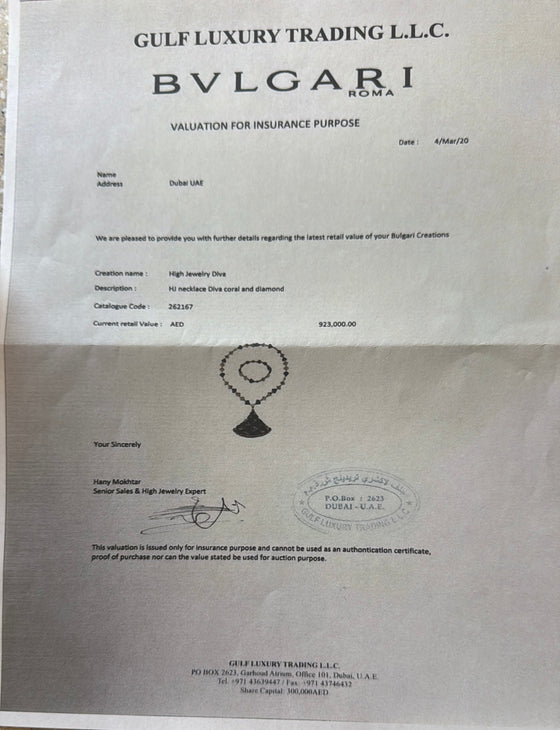 GULF LUXURY TRADING L.L.C.
BVLGARI
ROMA
VALUATION FOR INSURANCE PURPOSE
Date : 4/Mar/20
Name
Address Dubai UAE
We are pleased to provide you with further details regarding the latest retail value of your Bulgari Creations
Creation name : High Jewelry Diva
Description : HJ necklace Diva coral and diamond
Catalogue Code : 262167
Current retail Value : AED 923,000.00
Your Sincerely
Hany Mokhtar
Senior Sales & High Jewelry Expert
P.O.Box : 2623
DUBAI - U.A.E.
GULF LUXURY TRADING L L C
This valuation is issued only for insurance purpose and cannot be used as an authontication certificate,
proof of purchase nor can the value stated be used for auction purpose.
GULF LUXURY TRADING L.L.C.
PO BOX 2623, Garhoud Atrium, Office 101, Dubai, U.A.E.
Tel. +971 43639447 / Fax. +971 43746432
Share Capital: 300,000AED